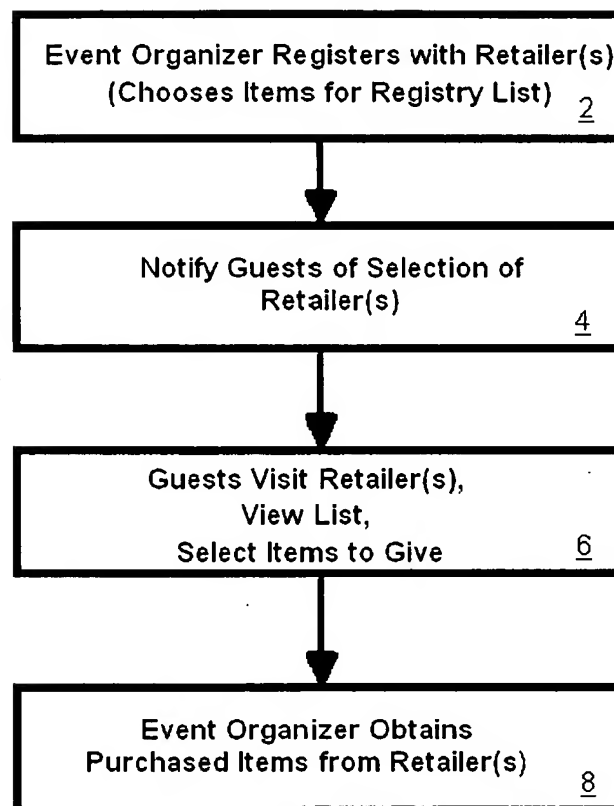 Event Organizer Registers with Retailer(s)
(Chooses Items for Registry List)
2
Notify Guests of Selection of
Retailer(s)
4
Guests Visit Retailer(s),
View List,
Select Items to Give
6
Event Organizer Obtains
Purchased Items from Retailer(s)
8